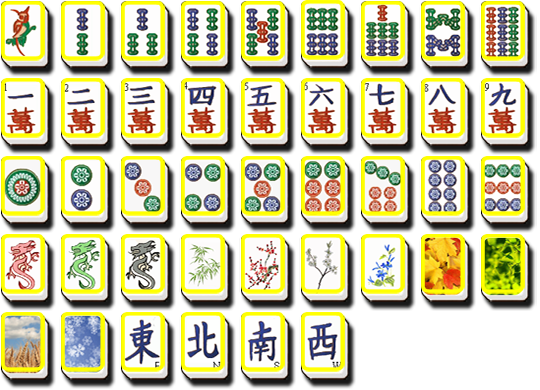 1 2 3 4 5 6 7 8 9
一 二 三 四 五 六 七 八 九
萬 萬 萬 萬 萬 萬 萬 萬 萬
東 北 南 西
E N S W